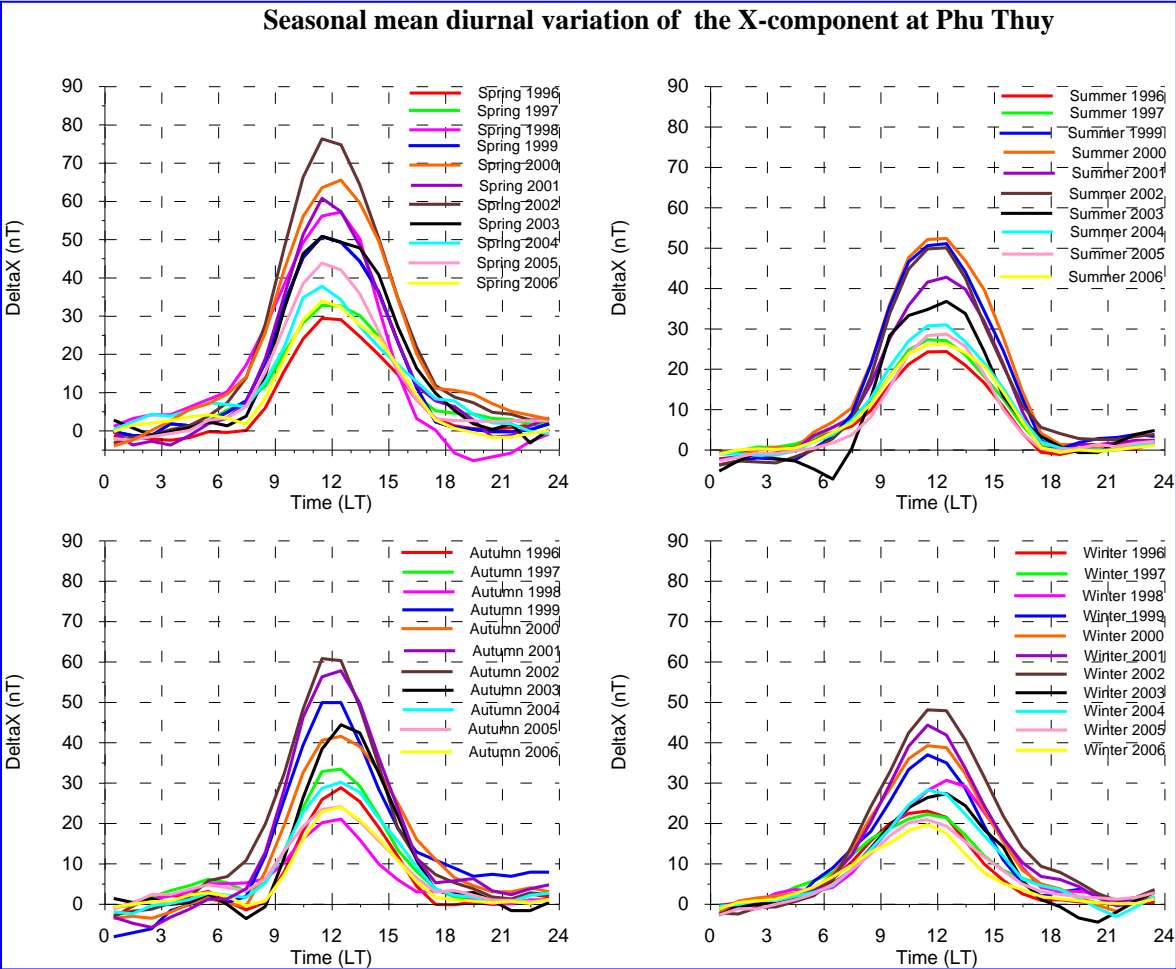 Seasonal mean diurnal variation of the X-component at Phu Thuy
90
80
70
60
50
40
30
20
10
0
DeltaX (nT)
0 3 6 9 12 15 18 21 24
Time (LT)
Spring 1996
Spring 1997
Spring 1998
Spring 1999
Spring 2000
Spring 2001
Spring 2002
Spring 2003
Spring 2004
Spring 2005
Spring 2006
90
80
70
60
50
40
30
20
10
0
DeltaX (nT)
0 3 6 9 12 15 18 21 24
Time (LT)
Summer 1996
Summer 1997
Summer 1999
Summer 2000
Summer 2001
Summer 2002
Summer 2003
Summer 2004
Summer 2005
Summer 2006
90
80
70
60
50
40
30
20
10
0
DeltaX (nT)
0 3 6 9 12 15 18 21 24
Time (LT)
Autumn 1996
Autumn 1997
Autumn 1998
Autumn 1999
Autumn 2000
Autumn 2001
Autumn 2002
Autumn 2003
Autumn 2004
Autumn 2005
Autumn 2006
90
80
70
60
50
40
30
20
10
0
DeltaX (nT)
0 3 6 9 12 15 18 21 24
Time (LT)
Winter 1996
Winter 1997
Winter 1998
Winter 1999
Winter 2000
Winter 2001
Winter 2002
Winter 2003
Winter 2004
Winter 2005
Winter 2006